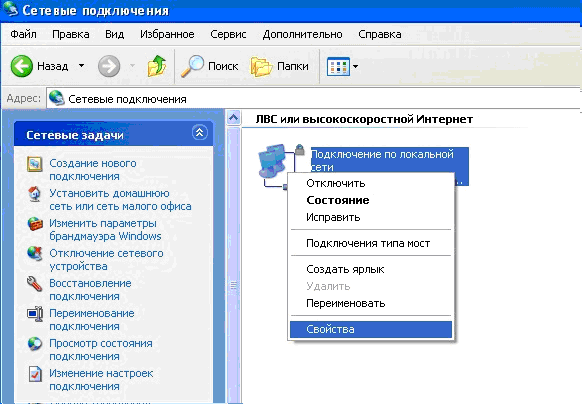 Сетевые подключения
Файл Правка Вид Избранное Сервис Дополнительно Справка
Назад Поиск Папки
Адрес: Сетевые подключения
Сетевые задачи
Создание нового
подключения
Установить домашнюю
сеть или сеть малого офиса
Изменить параметры
брандмауэра Windows
Отключение сетевого
устройства
Восстановление
подключения
Переименование
подключения
Просмотр состояния
подключения
Изменение настроек
подключения
ЛВС или высокоскоростной Интернет
Подключение по локальной
сети
...
Отключить
Состояние
Исправить
Подключения типа мост
Создать ярлык
Удалить
Переименовать
Свойства